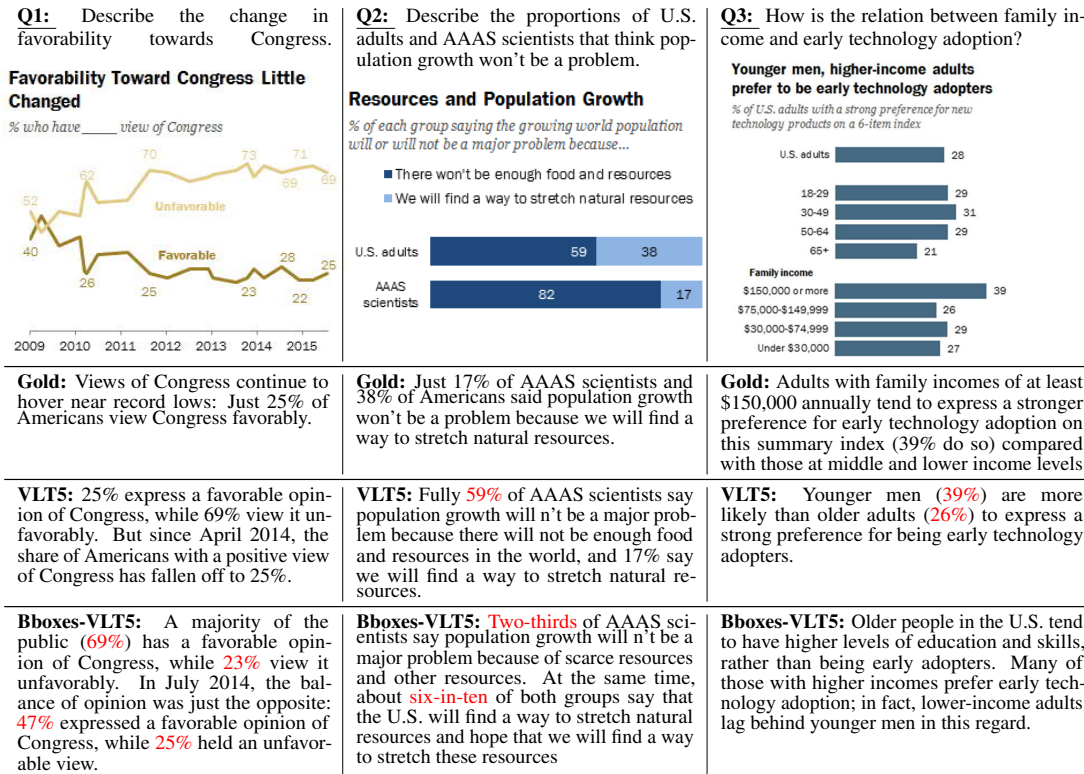 Q1: Describe the change in
favorability towards Congress.
Favorability Toward Congress Little
Changed
% who have____ view of Congress
70
73
71
62
69
69
52
Unfavorable
40
Favorable
28
25
26
25
23
22
2009 2010 2011 2012 2013 2014 2015
Q2: Describe the proportions of U.S.
adults and AAAS scientists that think pop-
ulation growth won't be a problem.
Resources and Population Growth
% of each group saying the growing world population
will or will not be a major problem because...
There won't be enough food and resources
We will find a way to stretch natural resources
U.S. adults 59 38
AAAS
scientists 82 17
Q3: How is the relation between family in-
come and early technology adoption?
Younger men, higher-income adults
prefer to be early technology adopters
% of U.S. adults with a strong preference for new
technology products on a 6-item index
U.S. adults 28
18-29 29
30-49 31
50-64 29
65+ 21
Family income
$150,000 or more 39
$75,000-$149,999 26
$30,000-$74,999 29
Under $30,000 27
Gold: Views of Congress continue to
hover near record lows: Just 25% of
Americans view Congress favorably.
Gold: Just 17% of AAAS scientists and
38% of Americans said population growth
won't be a problem because we will find a
way to stretch natural resources.
Gold: Adults with family incomes of at least
$150,000 annually tend to express a stronger
preference for early technology adoption on
this summary index (39% do so) compared
with those at middle and lower income levels
VLT5: 25% express a favorable opin-
ion of Congress, while 69% view it un-
favorably. But since April 2014, the
share of Americans with a positive view
of Congress has fallen off to 25%.
VLT5: Fully 59% of AAAS scientists say
population growth will n't be a major prob-
lem because there will not be enough food
and resources in the world, and 17% say
we will find a way to stretch natural re-
sources.
VLT5: Younger men (39%) are more
likely than older adults (26%) to express a
strong preference for being early technology
adopters.
Bboxes-VLT5: A majority of the
public (69%) has a favorable opin-
ion of Congress, while 23% view it
unfavorably. In July 2014, the bal-
ance of opinion was just the opposite:
47% expressed a favorable opinion of
Congress, while 25% held an unfavor-
able view.
Bboxes-VLT5: Two-thirds of AAAS sci-
entists say population growth will n't be a
major problem because of scarce resources
and other resources. At the same time,
about six-in-ten of both groups say that
the U.S. will find a way to stretch natural
resources and hope that we will find a way
to stretch these resources
Bboxes-VLT5: Older people in the U.S. tend
to have higher levels of education and skills,
rather than being early adopters. Many of
those with higher incomes prefer early tech-
nology adoption; in fact, lower-income adults
lag behind younger men in this regard.